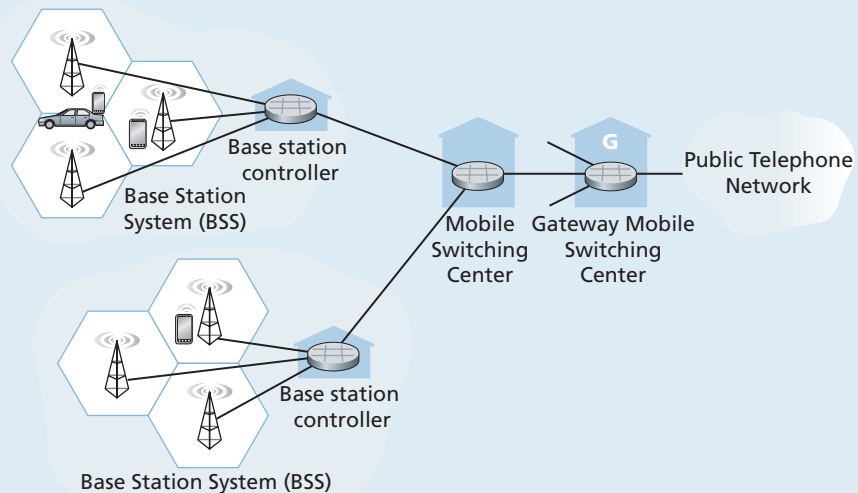 G
Public Telephone
Network
Base station
controller
Base Station
System (BSS)
Mobile
Switching
Center
Gateway Mobile
Switching
Center
Base station
controller
Base Station System (BSS)